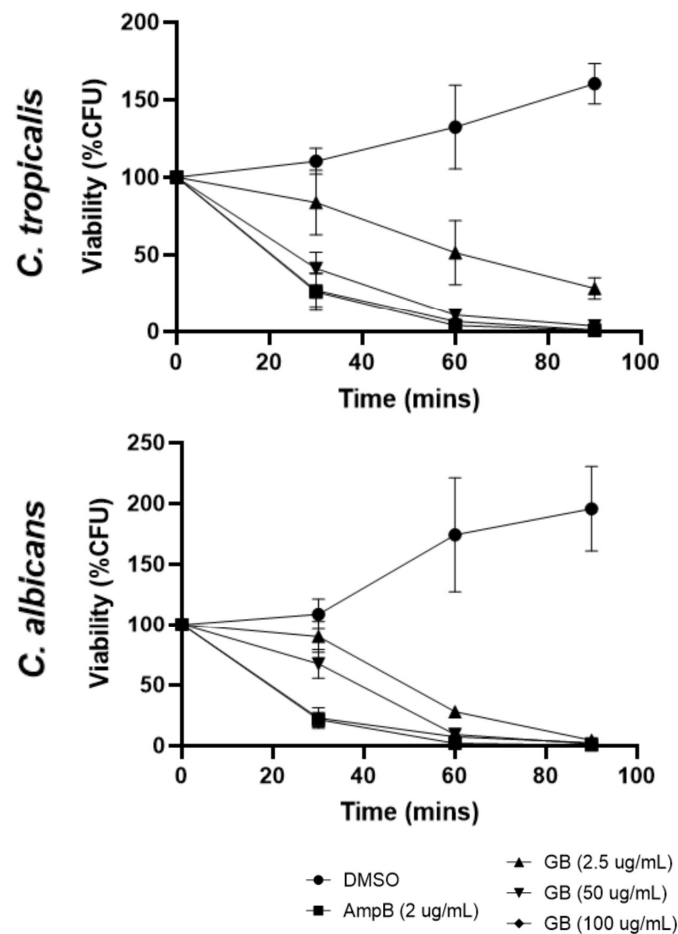 C. tropicalis
Viability (%CFU)
200
150
100
50
0
0 20 40 60 80 100
Time (mins)
C. albicans
Viability (%CFU)
250
200
150
100
50
0
0 20 40 60 80 100
Time (mins)
DMSO
AmpB (2 ug/mL)
GB (2.5 ug/mL)
GB (50 ug/mL)
GB (100 ug/mL)